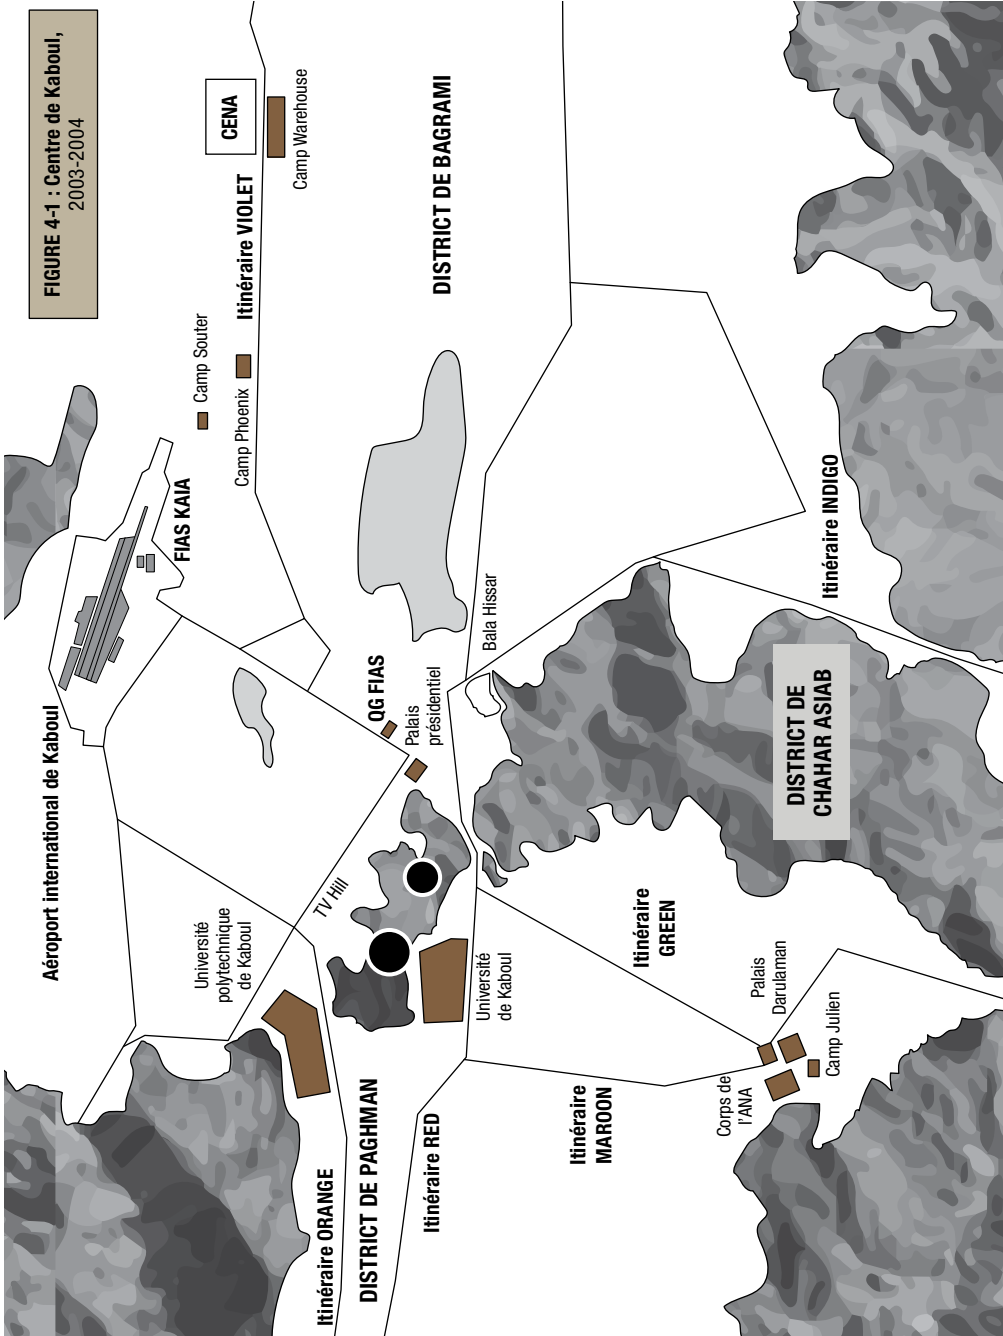 FIGURE 4-1 : Centre de Kaboul,
2003-2004
Aéroport international de Kaboul
FIAS KAIA
Camp Souter
Camp Phoenix
Itinéraire VIOLET
CENA
Camp Warehouse
DISTRICT DE BAGRAMI
Université
polytechnique
de Kaboul
TV Hill
QG FIAS
Palais
présidentiel
Bala Hissar
Itinéraire ORANGE
DISTRICT DE PAGHMAN
Itinéraire RED
Université
de Kaboul
Itinéraire
MAROON
Itinéraire
GREEN
Corps de
l'ANA
Palais
Darulaman
Camp Julien
DISTRICT DE
CHAHAR ASIAB
Itinéraire INDIGO